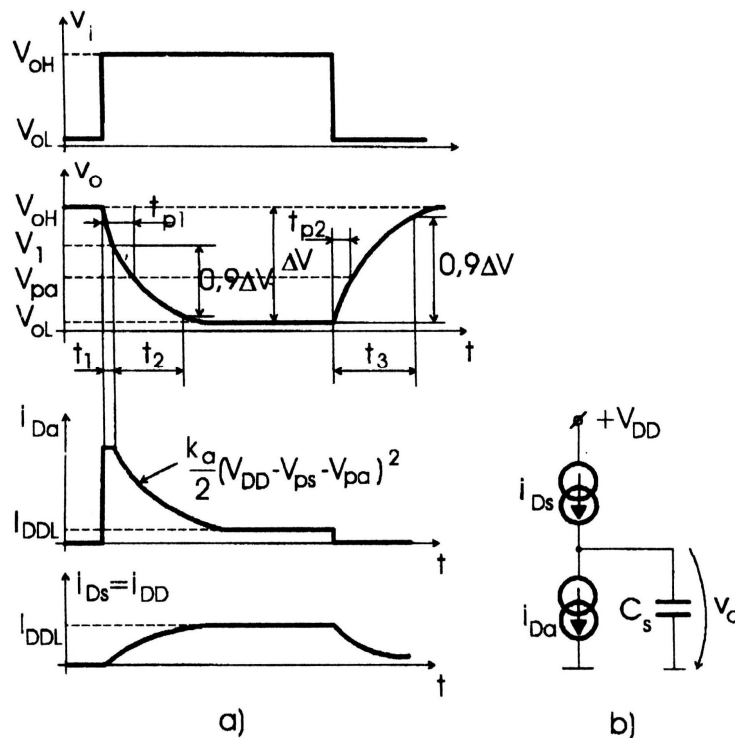 v_i
V_oH
V_oL
t
v_o
V_oH
t_p1
t_p2
V_1
0,9ΔV
ΔV
0,9ΔV
V_pa
V_oL
t
t_1
t_2
t_3
i_Da
k_a/2 (V_DD-V_ps-V_pa)^2
I_DDL
t
i_Ds=i_DD
I_DDL
t
a)
+V_DD
i_Ds
i_Da
C_s
v_o
b)